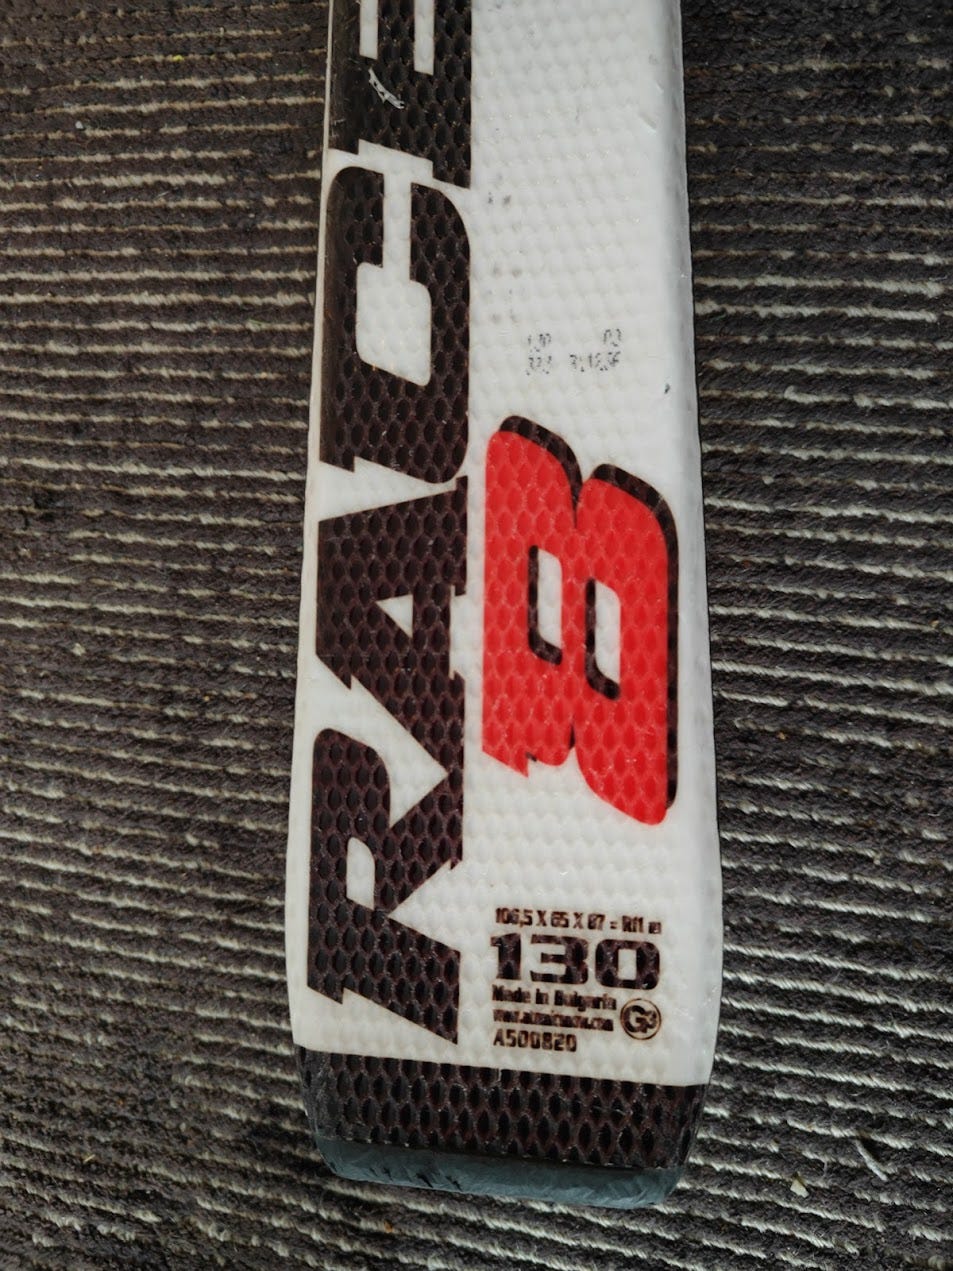 RACE
8
106,5 X 65 X 87 = R11 m
130
Made in Bulgaria
A500820